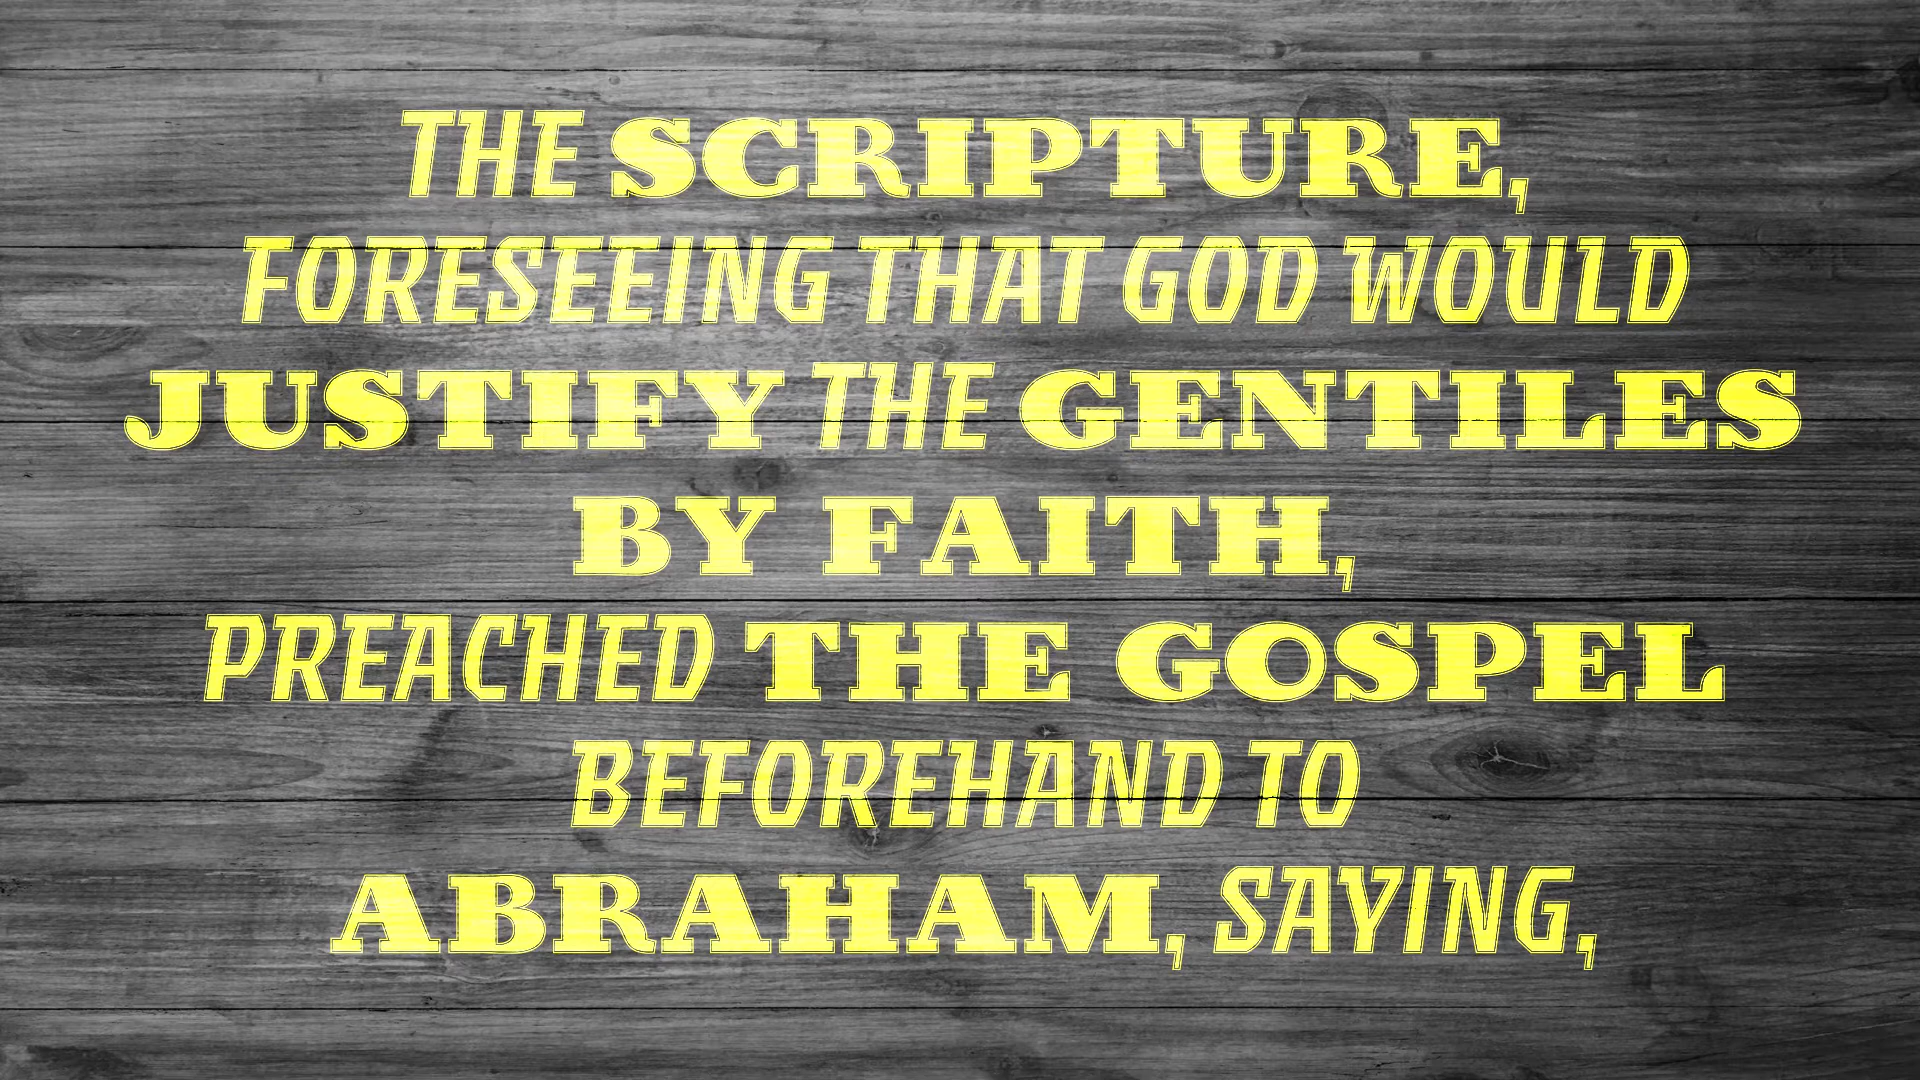 THE SCRIPTURE,
FORESEEING THAT GOD WOULD
JUSTIFY THE GENTILES
BY FAITH,
PREACHED THE GOSPEL
BEFOREHAND TO
ABRAHAM, SAYING,